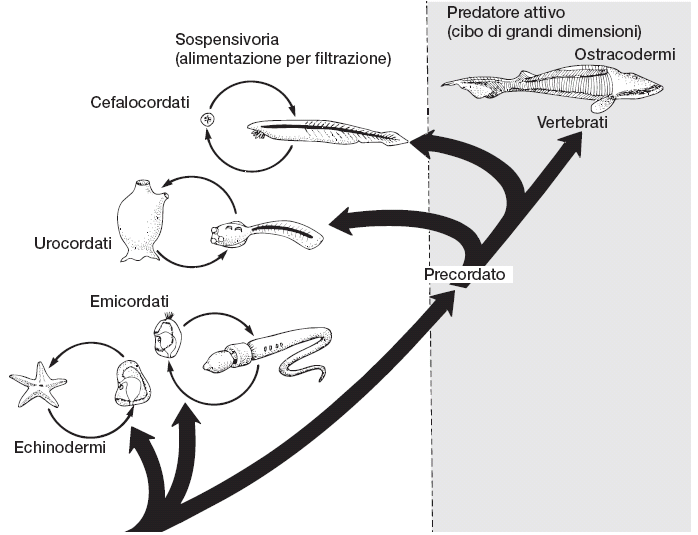 Predatore attivo
(cibo di grandi dimensioni)
Ostracodermi
Sospensivoria
(alimentazione per filtrazione)
Cefalocordati
Vertebrati
Urocordati
Precordato
Emicordati
Echinodermi